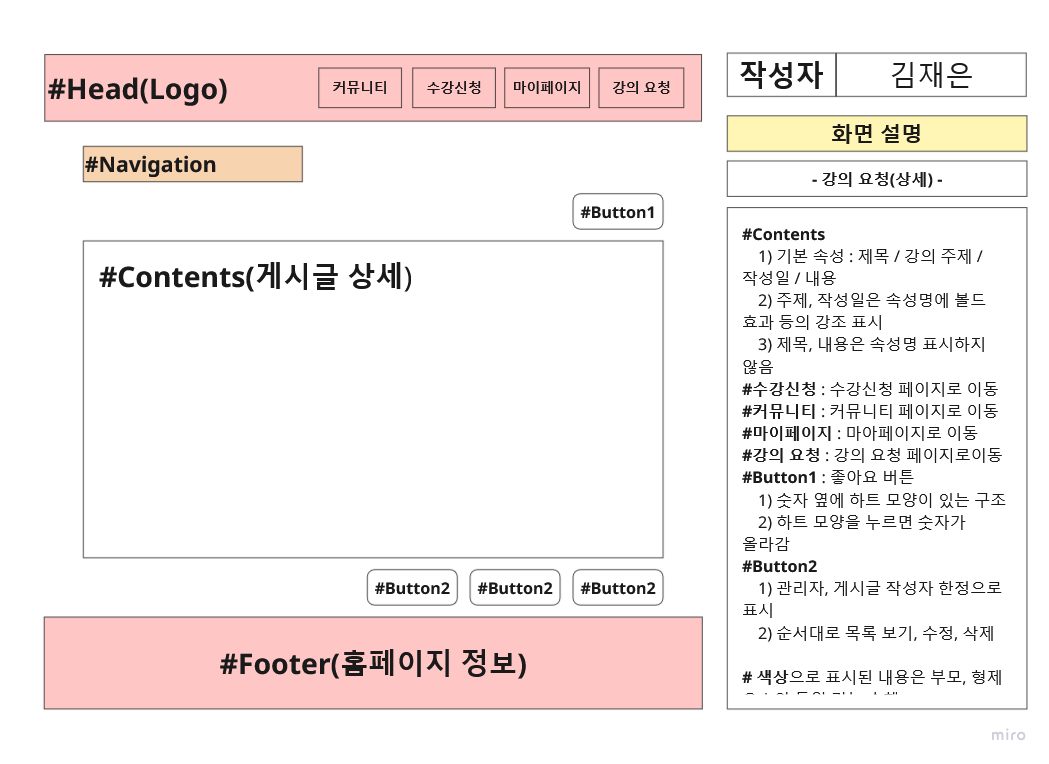 #Head(Logo)
커뮤니티
수강신청
마이페이지
강의 요청
#Navigation
#Button1
#Contents(게시글 상세)
#Button2
#Button2
#Button2
#Footer(홈페이지 정보)
작성자
김재은
화면 설명
- 강의 요청(상세) -
#Contents
1) 기본 속성 : 제목 / 강의 주제 /
작성일 / 내용
2) 주제, 작성일은 속성명에 볼드
효과 등의 강조 표시
3) 제목, 내용은 속성명 표시하지
않음
#수강신청 : 수강신청 페이지로 이동
#커뮤니티 : 커뮤니티 페이지로 이동
#마이페이지 : 마아페이지로 이동
#강의 요청 : 강의 요청 페이지로이동
#Button1 : 좋아요 버튼
1) 숫자 옆에 하트 모양이 있는 구조
2) 하트 모양을 누르면 숫자가
올라감
#Button2
1) 관리자, 게시글 작성자 한정으로
표시
2) 순서대로 목록 보기, 수정, 삭제
# 색상으로 표시된 내용은 부모, 형제
miro